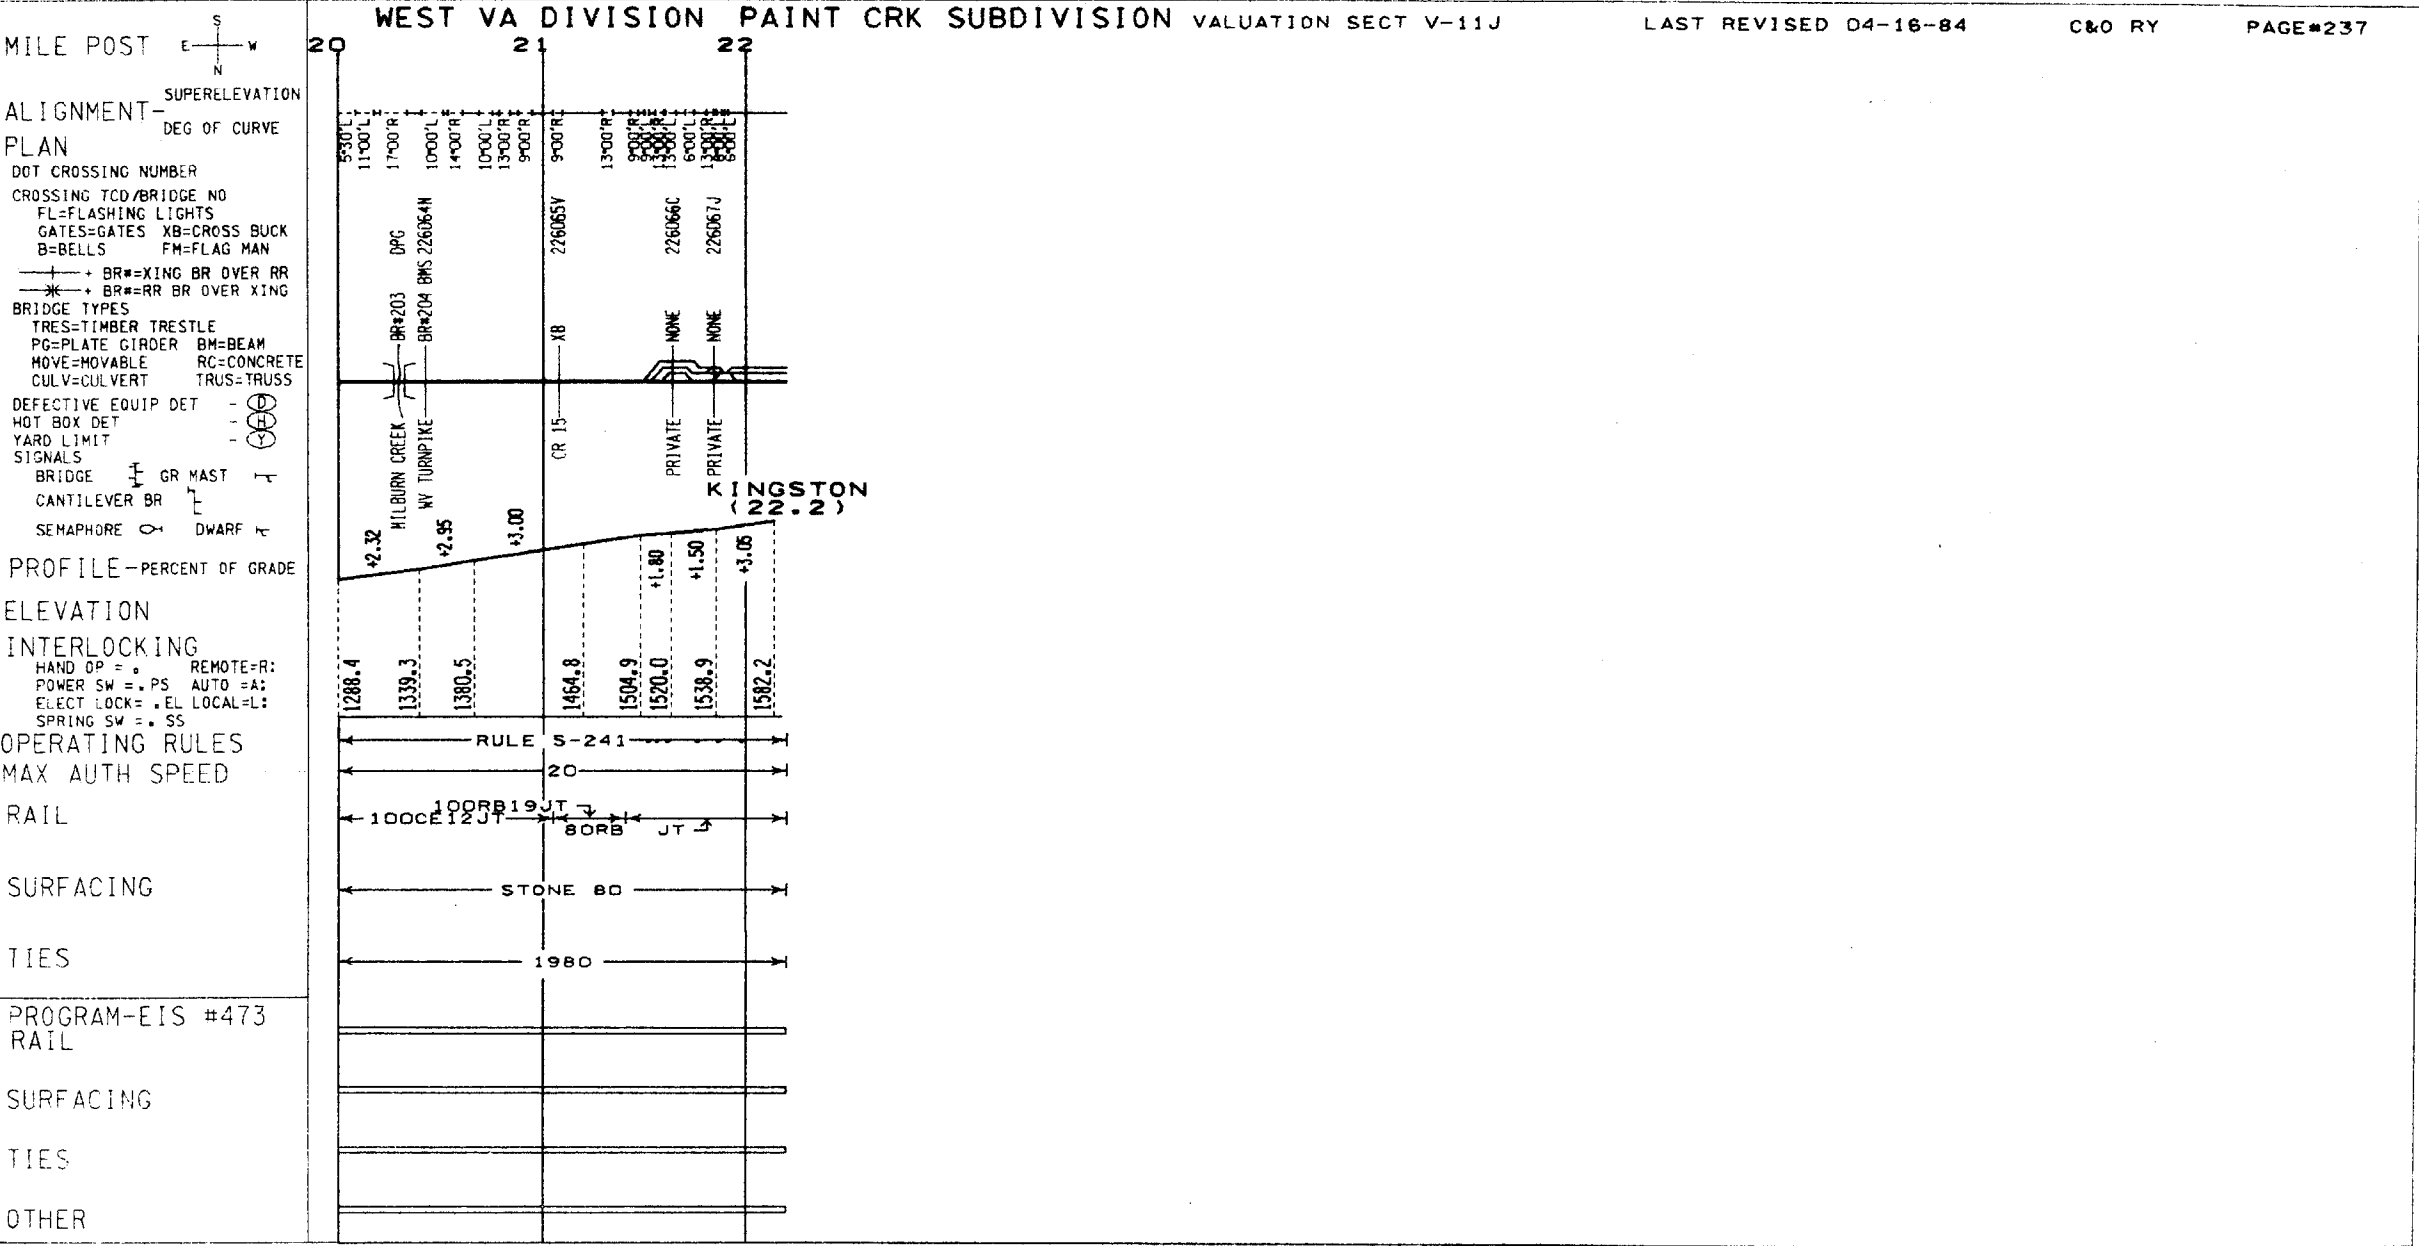 WEST VA DIVISION PAINT CRK SUBDIVISION VALUATION SECT V-11J LAST REVISED 04-16-84 C&O RY PAGE#237
MILE POST S E W N
20 21 22
ALIGNMENT- SUPERELEVATION
DEG OF CURVE
5°30'L 11°00'L 17°00'R 10°00'L 14°00'R 10°00'L 13°00'R 9°00'R 9°00'R 13°00'R 9°00'R 13°00'L 6°00'L 6°00'L
PLAN
DOT CROSSING NUMBER
226064N 226065V 226066C 226067J
CROSSING TCD/BRIDGE NO
FL=FLASHING LIGHTS
GATES=GATES XB=CROSS BUCK
B=BELLS FM=FLAG MAN
+ BR#=XING BR OVER RR
+ BR#=RR BR OVER XING
BR#203 DPG
BR#204 BMS
XB
NONE
NONE
BRIDGE TYPES
TRES=TIMBER TRESTLE
PG=PLATE GIRDER BM=BEAM
MOVE=MOVABLE RC=CONCRETE
CULV=CULVERT TRUS=TRUSS
DEFECTIVE EQUIP DET - D
HOT BOX DET - H
YARD LIMIT - Y
SIGNALS
BRIDGE GR MAST
CANTILEVER BR
SEMAPHORE DWARF
MILBURN CREEK
WV TURNPIKE
CR 15
PRIVATE
PRIVATE
KINGSTON
(22.2)
PROFILE-PERCENT OF GRADE
+2.32 +2.95 +3.00 +1.80 +1.50 +3.05
ELEVATION
1288.4 1339.3 1380.5 1464.8 1504.9 1520.0 1538.9 1582.2
INTERLOCKING
HAND OP = . REMOTE=R:
POWER SW =.PS AUTO =A:
ELECT LOCK= .EL LOCAL=L:
SPRING SW =. SS
OPERATING RULES RULE S-241
MAX AUTH SPEED 20
RAIL 100CE12JT 100RB19JT 80RB JT
SURFACING STONE 80
TIES 1980
PROGRAM-EIS #473
RAIL
SURFACING
TIES
OTHER